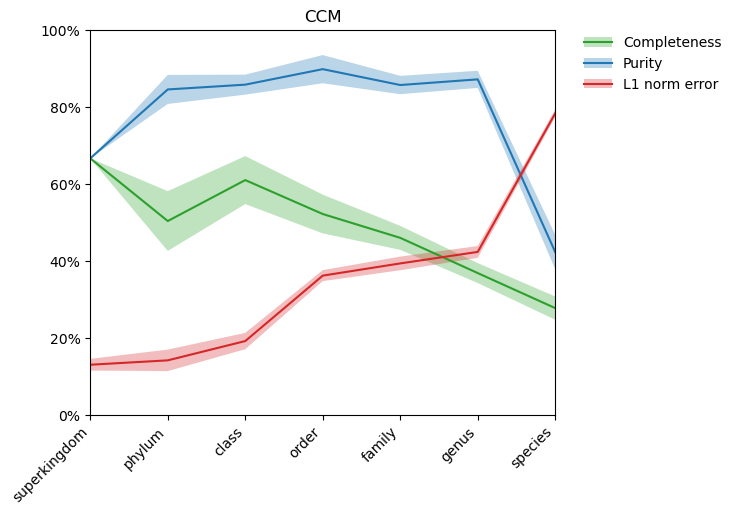 CCM
100%
80%
60%
40%
20%
0%
superkingdom
phylum
class
order
family
genus
species
Completeness
Purity
L1 norm error